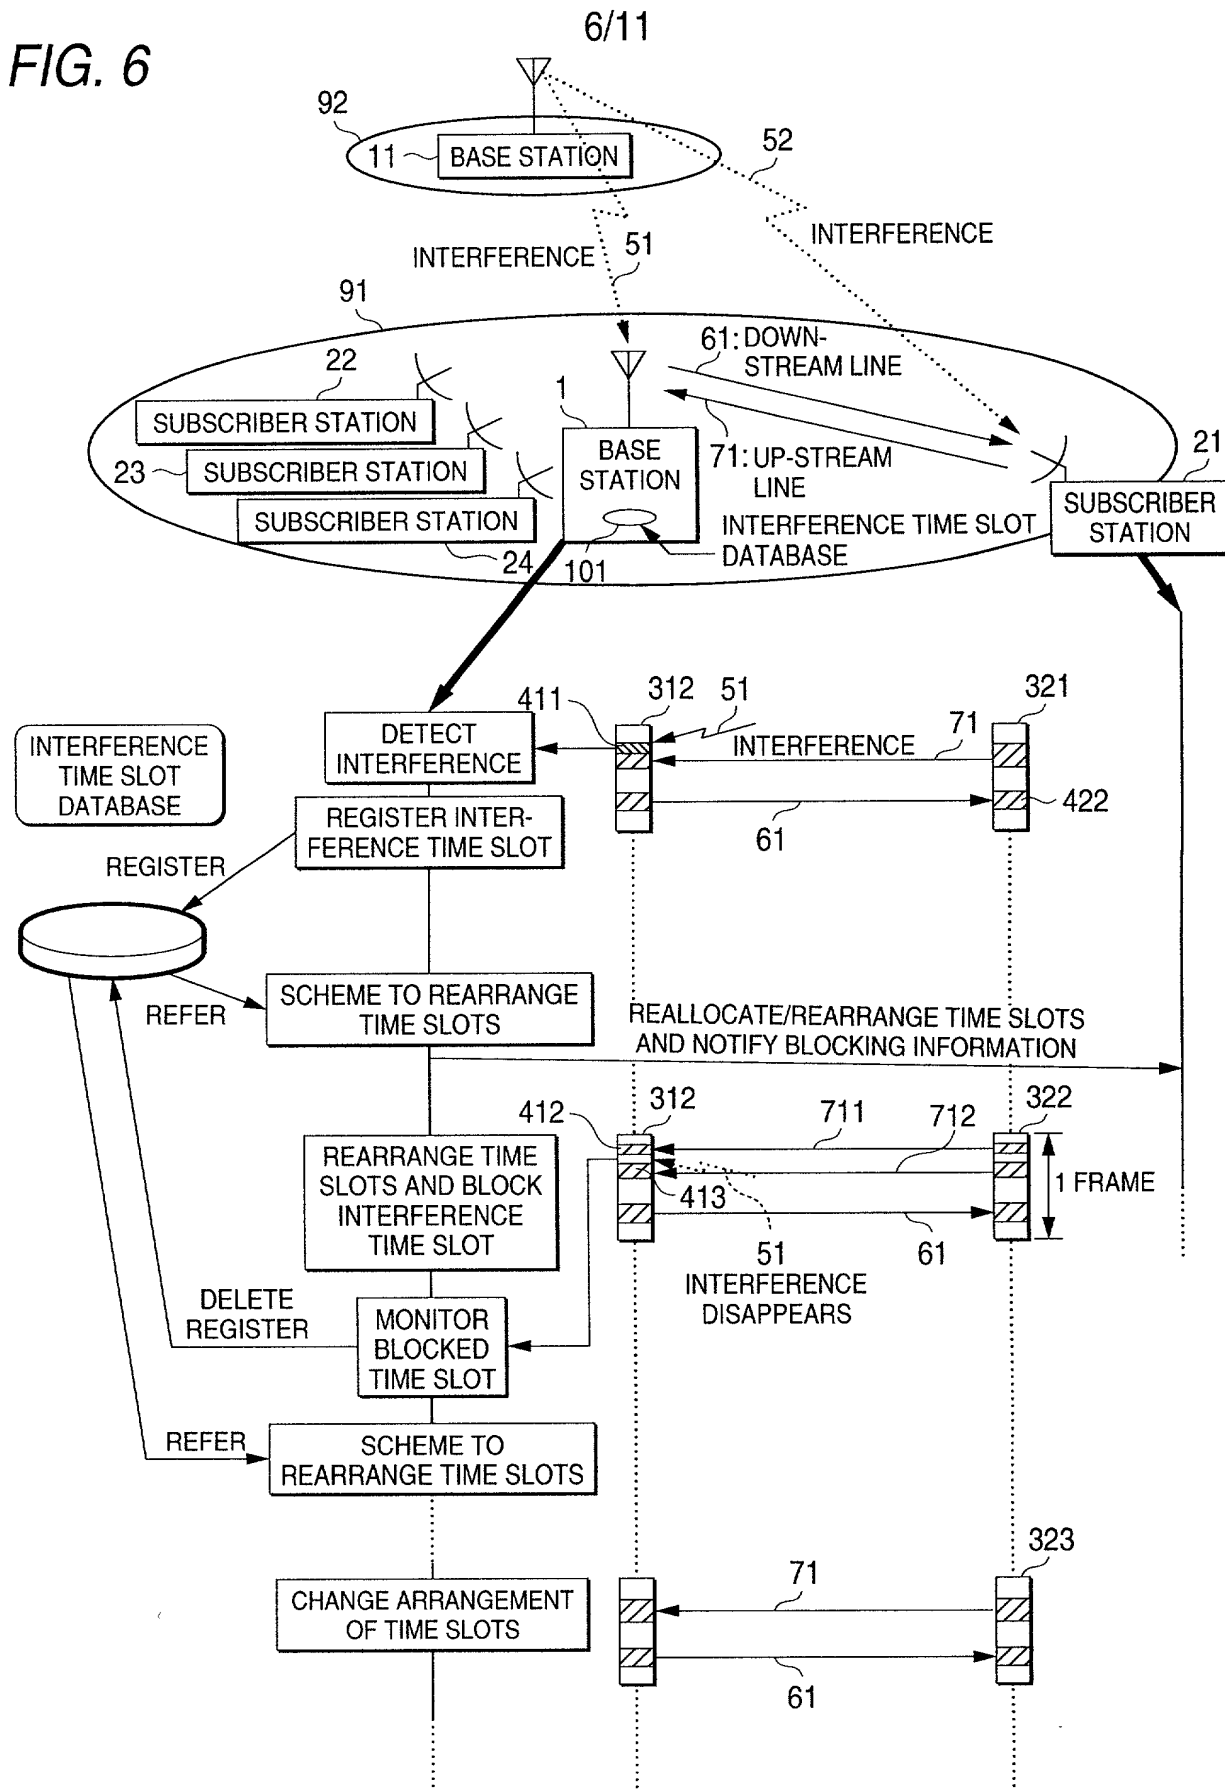 6/11
FIG. 6
92
11
BASE STATION
52
INTERFERENCE
51
INTERFERENCE
91
61: DOWN-
STREAM LINE
22
SUBSCRIBER STATION
1
BASE
STATION
71: UP-STREAM
LINE
23
SUBSCRIBER STATION
21
SUBSCRIBER
STATION
SUBSCRIBER STATION
24
101
INTERFERENCE TIME SLOT
DATABASE
411
312
51
321
INTERFERENCE
TIME SLOT
DATABASE
DETECT
INTERFERENCE
INTERFERENCE
71
REGISTER INTER-
FERENCE TIME SLOT
61
422
REGISTER
REFER
SCHEME TO REARRANGE
TIME SLOTS
REALLOCATE/REARRANGE TIME SLOTS
AND NOTIFY BLOCKING INFORMATION
412
312
711
712
322
REARRANGE TIME
SLOTS AND BLOCK
INTERFERENCE
TIME SLOT
413
1 FRAME
51
61
INTERFERENCE
DISAPPEARS
DELETE
REGISTER
MONITOR
BLOCKED
TIME SLOT
REFER
SCHEME TO
REARRANGE TIME SLOTS
323
CHANGE ARRANGEMENT
OF TIME SLOTS
71
61